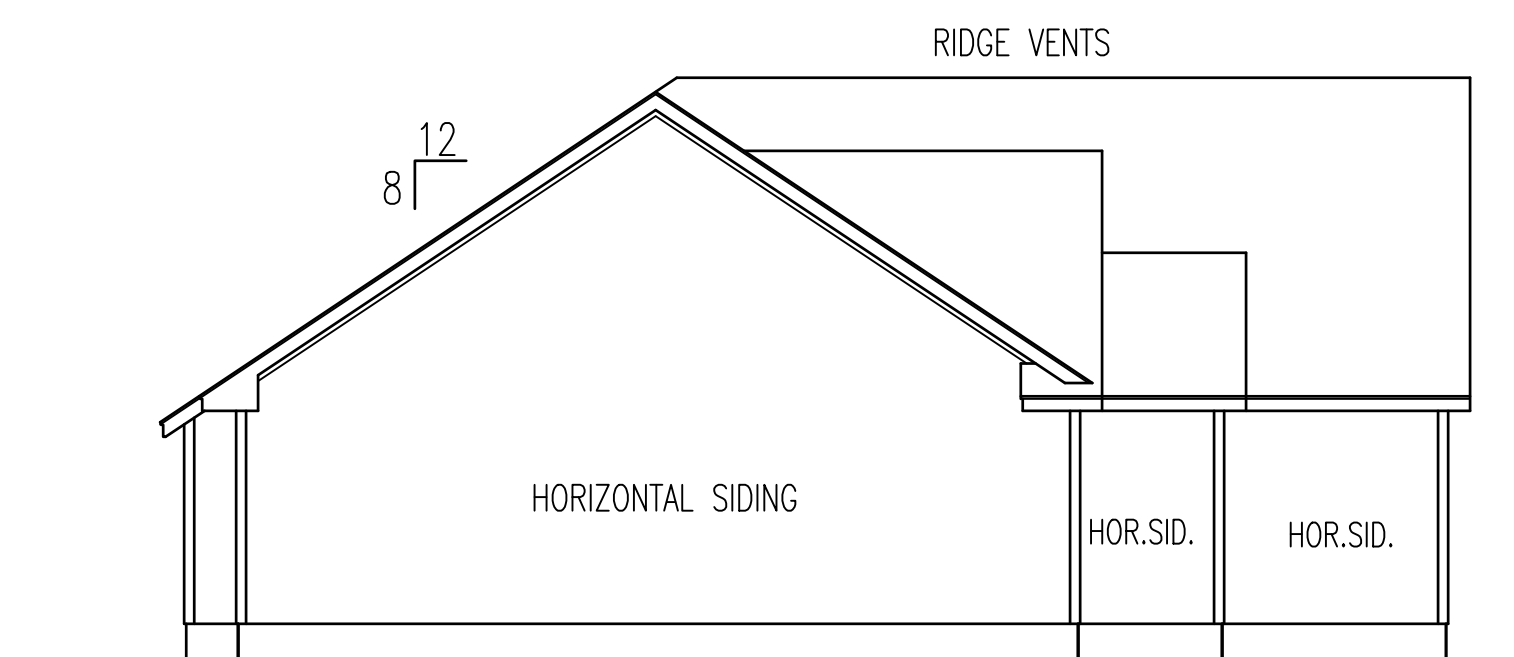 RIDGE VENTS
12
8
HORIZONTAL SIDING
HOR.SID.
HOR.SID.